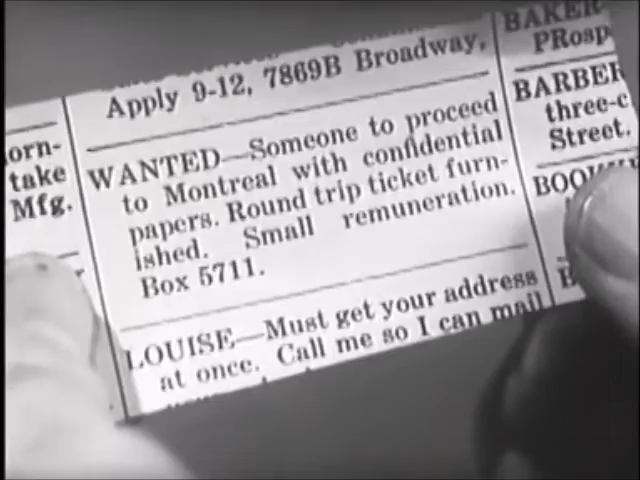 Apply 9-12, 7869B Broadway,
WANTED—Someone to proceed
to Montreal with confidential
papers. Round trip ticket furn-
ished. Small remuneration.
Box 5711.
LOUISE—Must get your address
at once. Call me so I can mail
orn-
take
Mfg.
BAKER
PRosp
BARBER
three-c
Street.